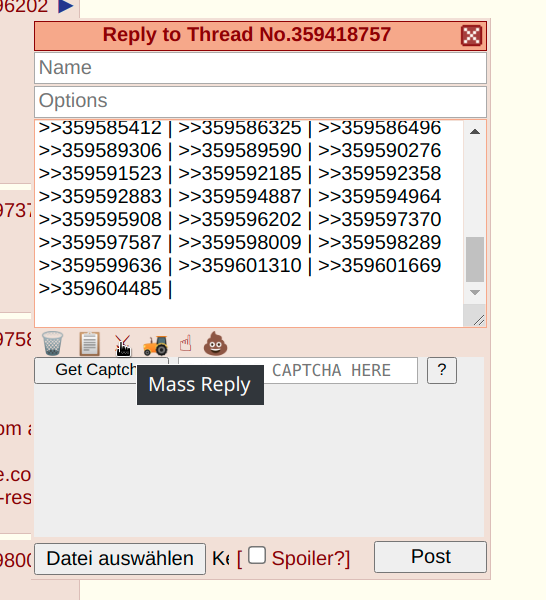 96202 ▶
Reply to Thread No.359418757
Name
Options
>>359585412 | >>359586325 | >>359586496
>>359589306 | >>359589590 | >>359590276
>>359591523 | >>359592185 | >>359592358
>>359592883 | >>359594887 | >>359594964
>>359595908 | >>359596202 | >>359597370
>>359597587 | >>359598009 | >>359598289
>>359599636 | >>359601310 | >>359601669
>>359604485 |
9737
9758
Get Captch CAPTCHA HERE ?
Mass Reply
om a
e.co
-res
9800
Datei auswählen Ke [ Spoiler?] Post